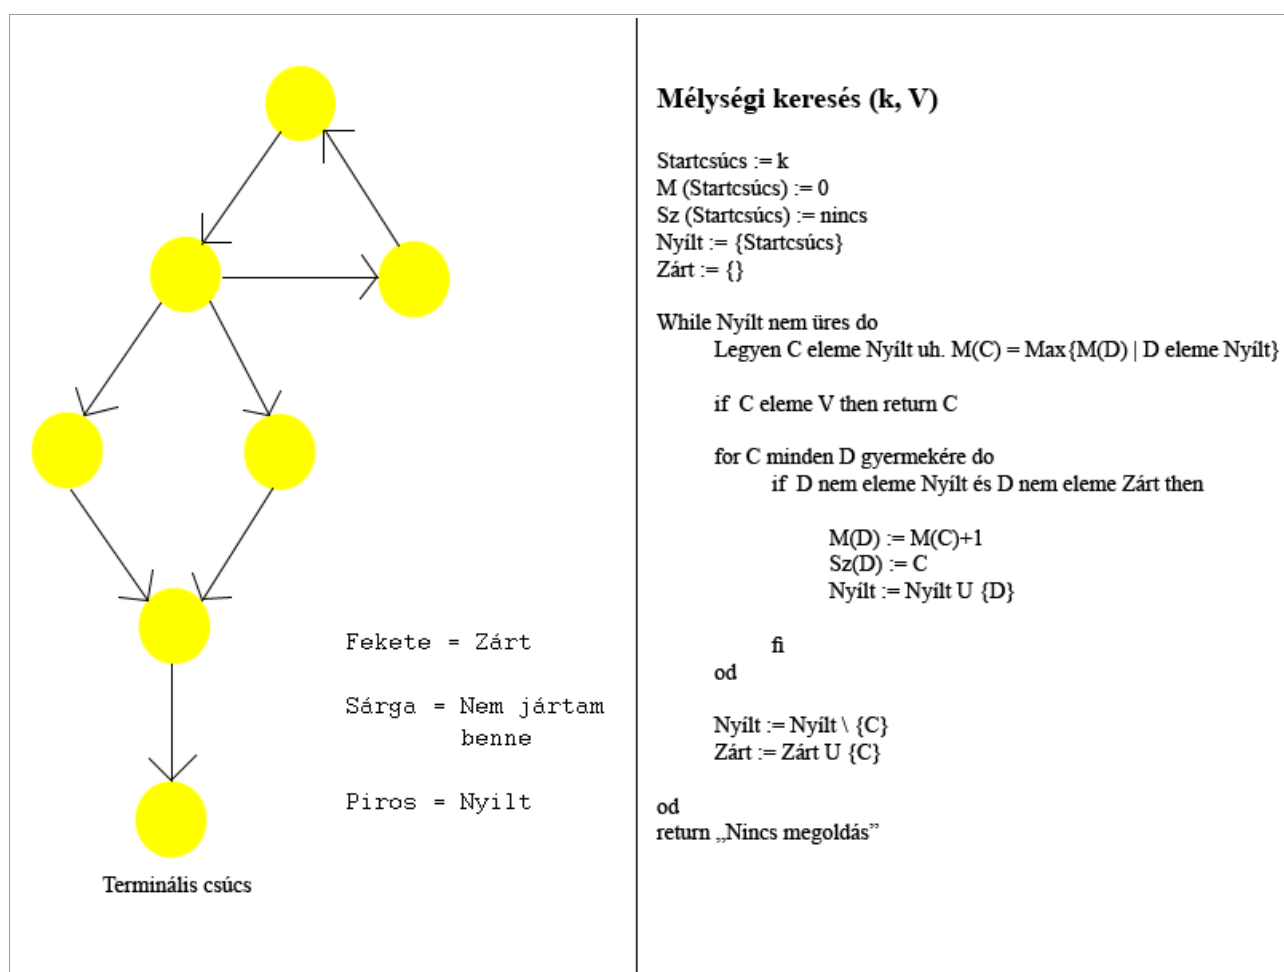 Fekete = Zárt
Sárga = Nem jártam
benne
Piros = Nyilt
Terminális csúcs
Mélységi keresés (k, V)
Startcsúcs := k
M (Startcsúcs) := 0
Sz (Startcsúcs) := nincs
Nyílt := {Startcsúcs}
Zárt := {}
While Nyílt nem üres do
Legyen C eleme Nyílt uh. M(C) = Max{M(D) | D eleme Nyílt}
if C eleme V then return C
for C minden D gyermekére do
if D nem eleme Nyílt és D nem eleme Zárt then
M(D) := M(C)+1
Sz(D) := C
Nyílt := Nyílt U {D}
fi
od
Nyílt := Nyílt \ {C}
Zárt := Zárt U {C}
od
return „Nincs megoldás”